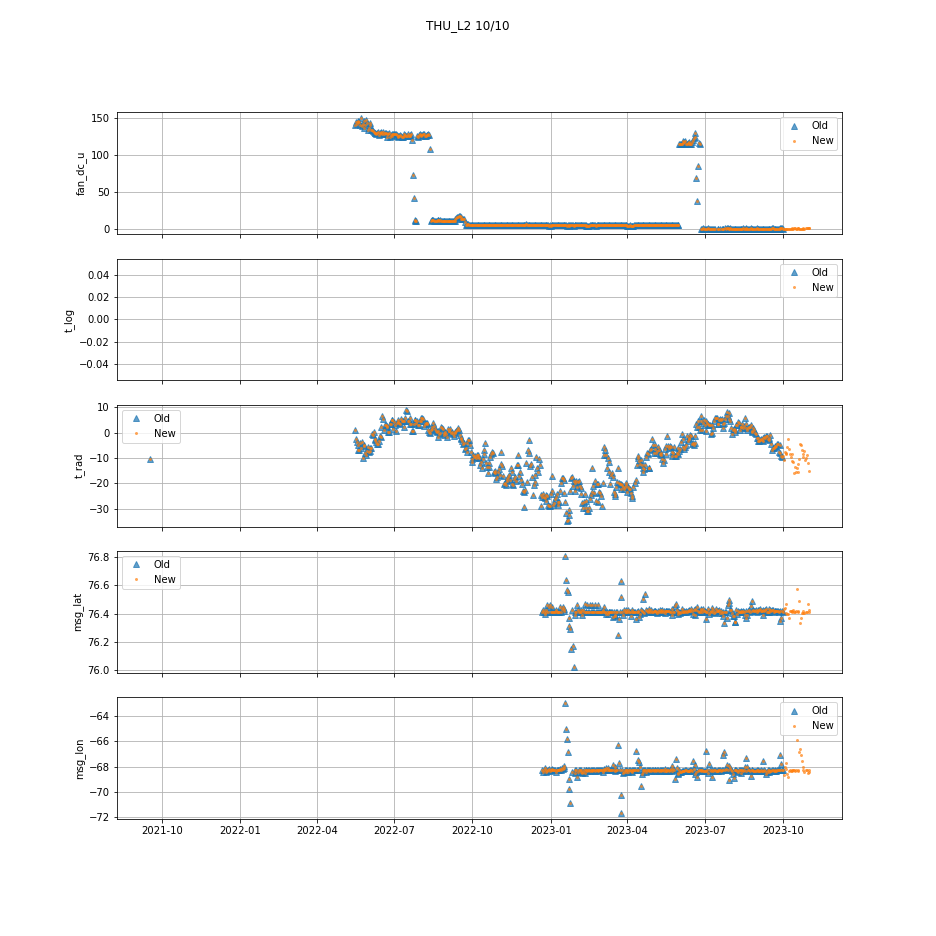 THU_L2 10/10
150
100
50
0
fan_dc_u
Old
New
0.04
0.02
0.00
−0.02
−0.04
t_log
Old
New
10
0
−10
−20
−30
t_rad
Old
New
76.8
76.6
76.4
76.2
76.0
msg_lat
Old
New
−64
−66
−68
−70
−72
msg_lon
Old
New
2021-10 2022-01 2022-04 2022-07 2022-10 2023-01 2023-04 2023-07 2023-10